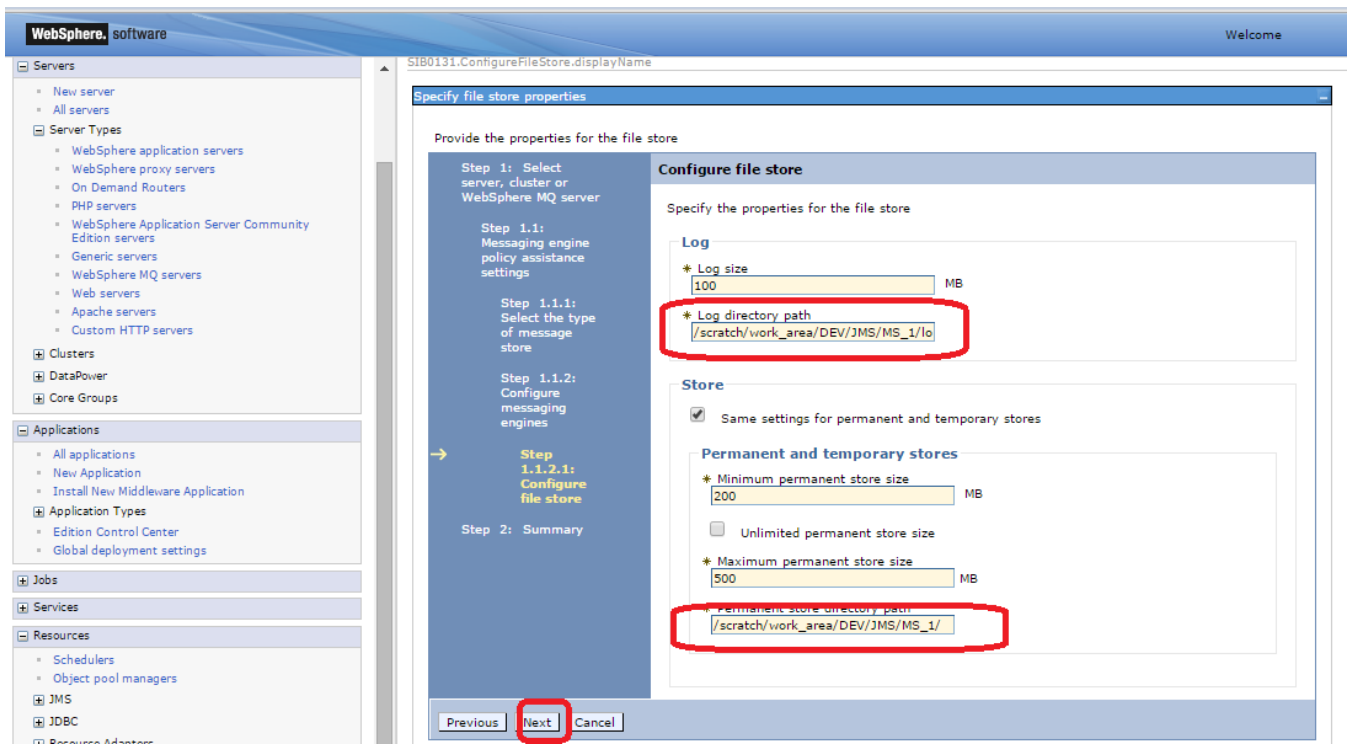 WebSphere. software
Welcome
Servers
New server
All servers
Server Types
WebSphere application servers
WebSphere proxy servers
On Demand Routers
PHP servers
WebSphere Application Server Community
Edition servers
Generic servers
WebSphere MQ servers
Web servers
Apache servers
Custom HTTP servers
Clusters
DataPower
Core Groups
Applications
All applications
New Application
Install New Middleware Application
Application Types
Edition Control Center
Global deployment settings
Jobs
Services
Resources
Schedulers
Object pool managers
JMS
JDBC
Resource Adapters
SIB0131.ConfigureFileStore.displayName
Specify file store properties
Provide the properties for the file store
Step 1: Select
server, cluster or
WebSphere MQ server
Step 1.1:
Messaging engine
policy assistance
settings
Step 1.1.1:
Select the type
of message
store
Step 1.1.2:
Configure
messaging
engines
Step
1.1.2.1:
Configure
file store
Step 2: Summary
Configure file store
Specify the properties for the file store
Log
* Log size
100 MB
* Log directory path
/scratch/work_area/DEV/JMS/MS_1/lo
Store
Same settings for permanent and temporary stores
Permanent and temporary stores
* Minimum permanent store size
200 MB
Unlimited permanent store size
* Maximum permanent store size
500 MB
* Permanent store directory path
/scratch/work_area/DEV/JMS/MS_1/
Previous Next Cancel